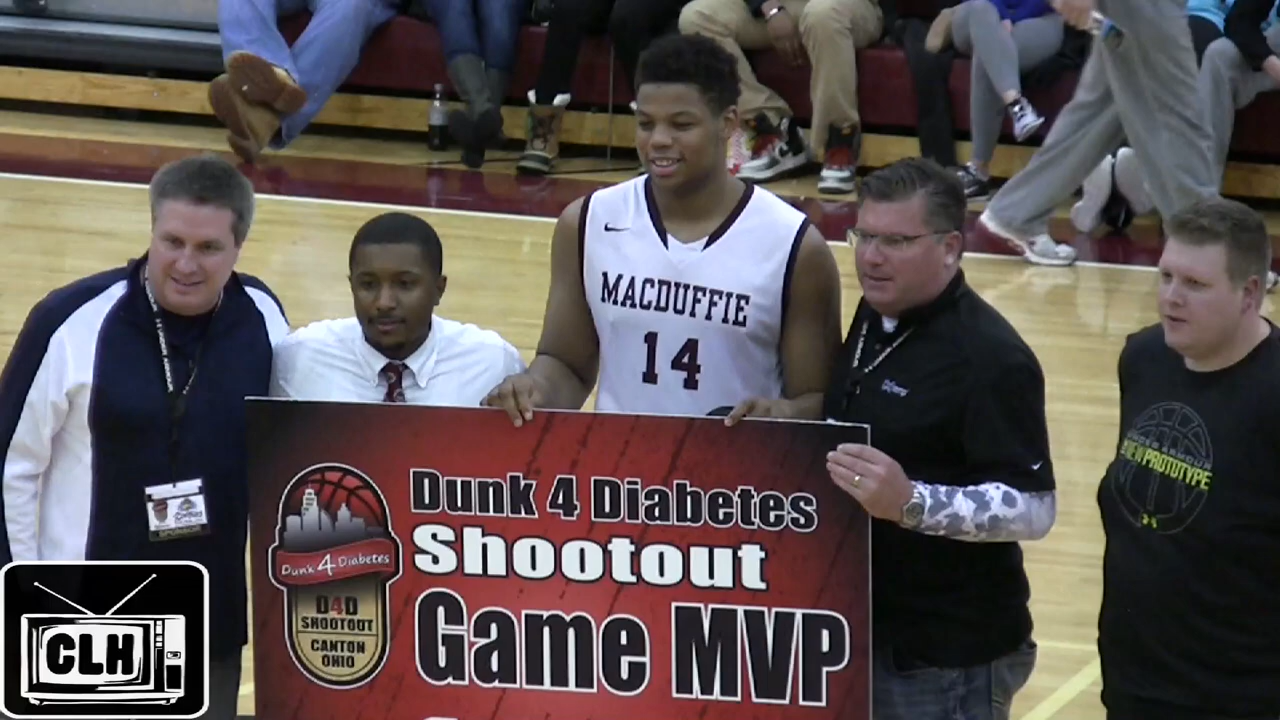 MACDUFFIE
14
Dunk 4 Diabetes
Shootout
Game MVP
Dunk 4 Diabetes
D4D
SHOOTOUT
CANTON
OHIO
PROTOTYPE
CLH